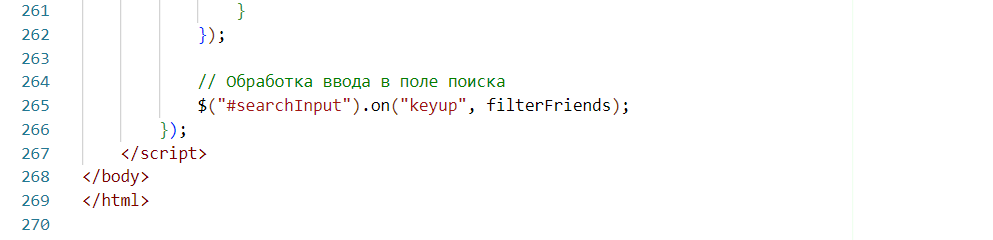 261 }
262 });
263
264 // Обработка ввода в поле поиска
265 $("#searchInput").on("keyup", filterFriends);
266 });
267 </script>
268 </body>
269 </html>
270